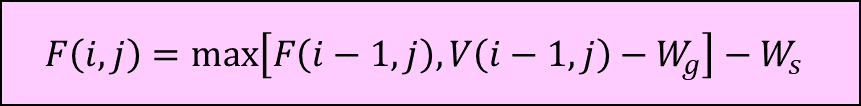 F(i, j) = max[F(i − 1, j), V(i − 1, j) − W_g] − W_s